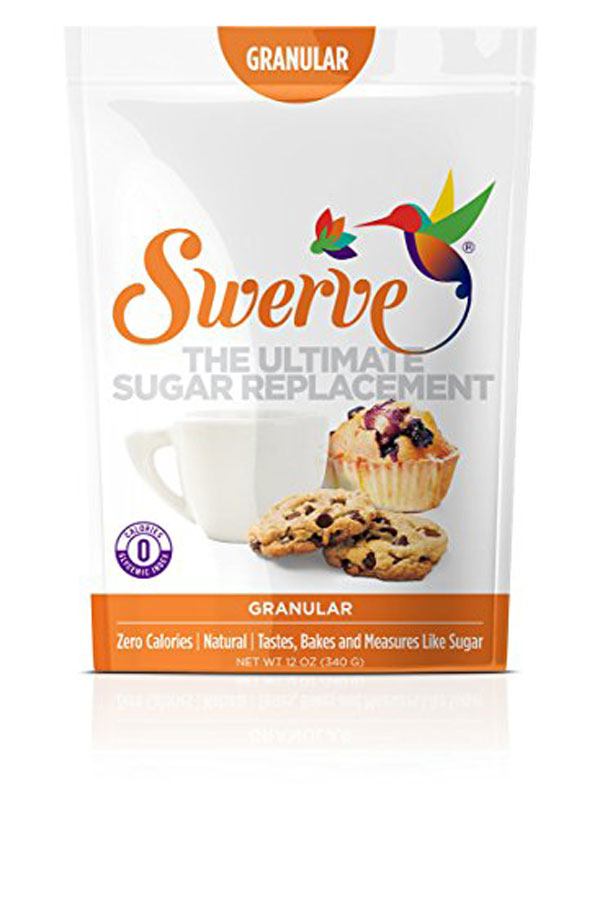 GRANULAR
Swerve®
THE ULTIMATE
SUGAR REPLACEMENT
CALORIES
0
GLYCEMIC INDEX
GRANULAR
Zero Calories | Natural | Tastes, Bakes and Measures Like Sugar
NET WT. 12 OZ (340 G)